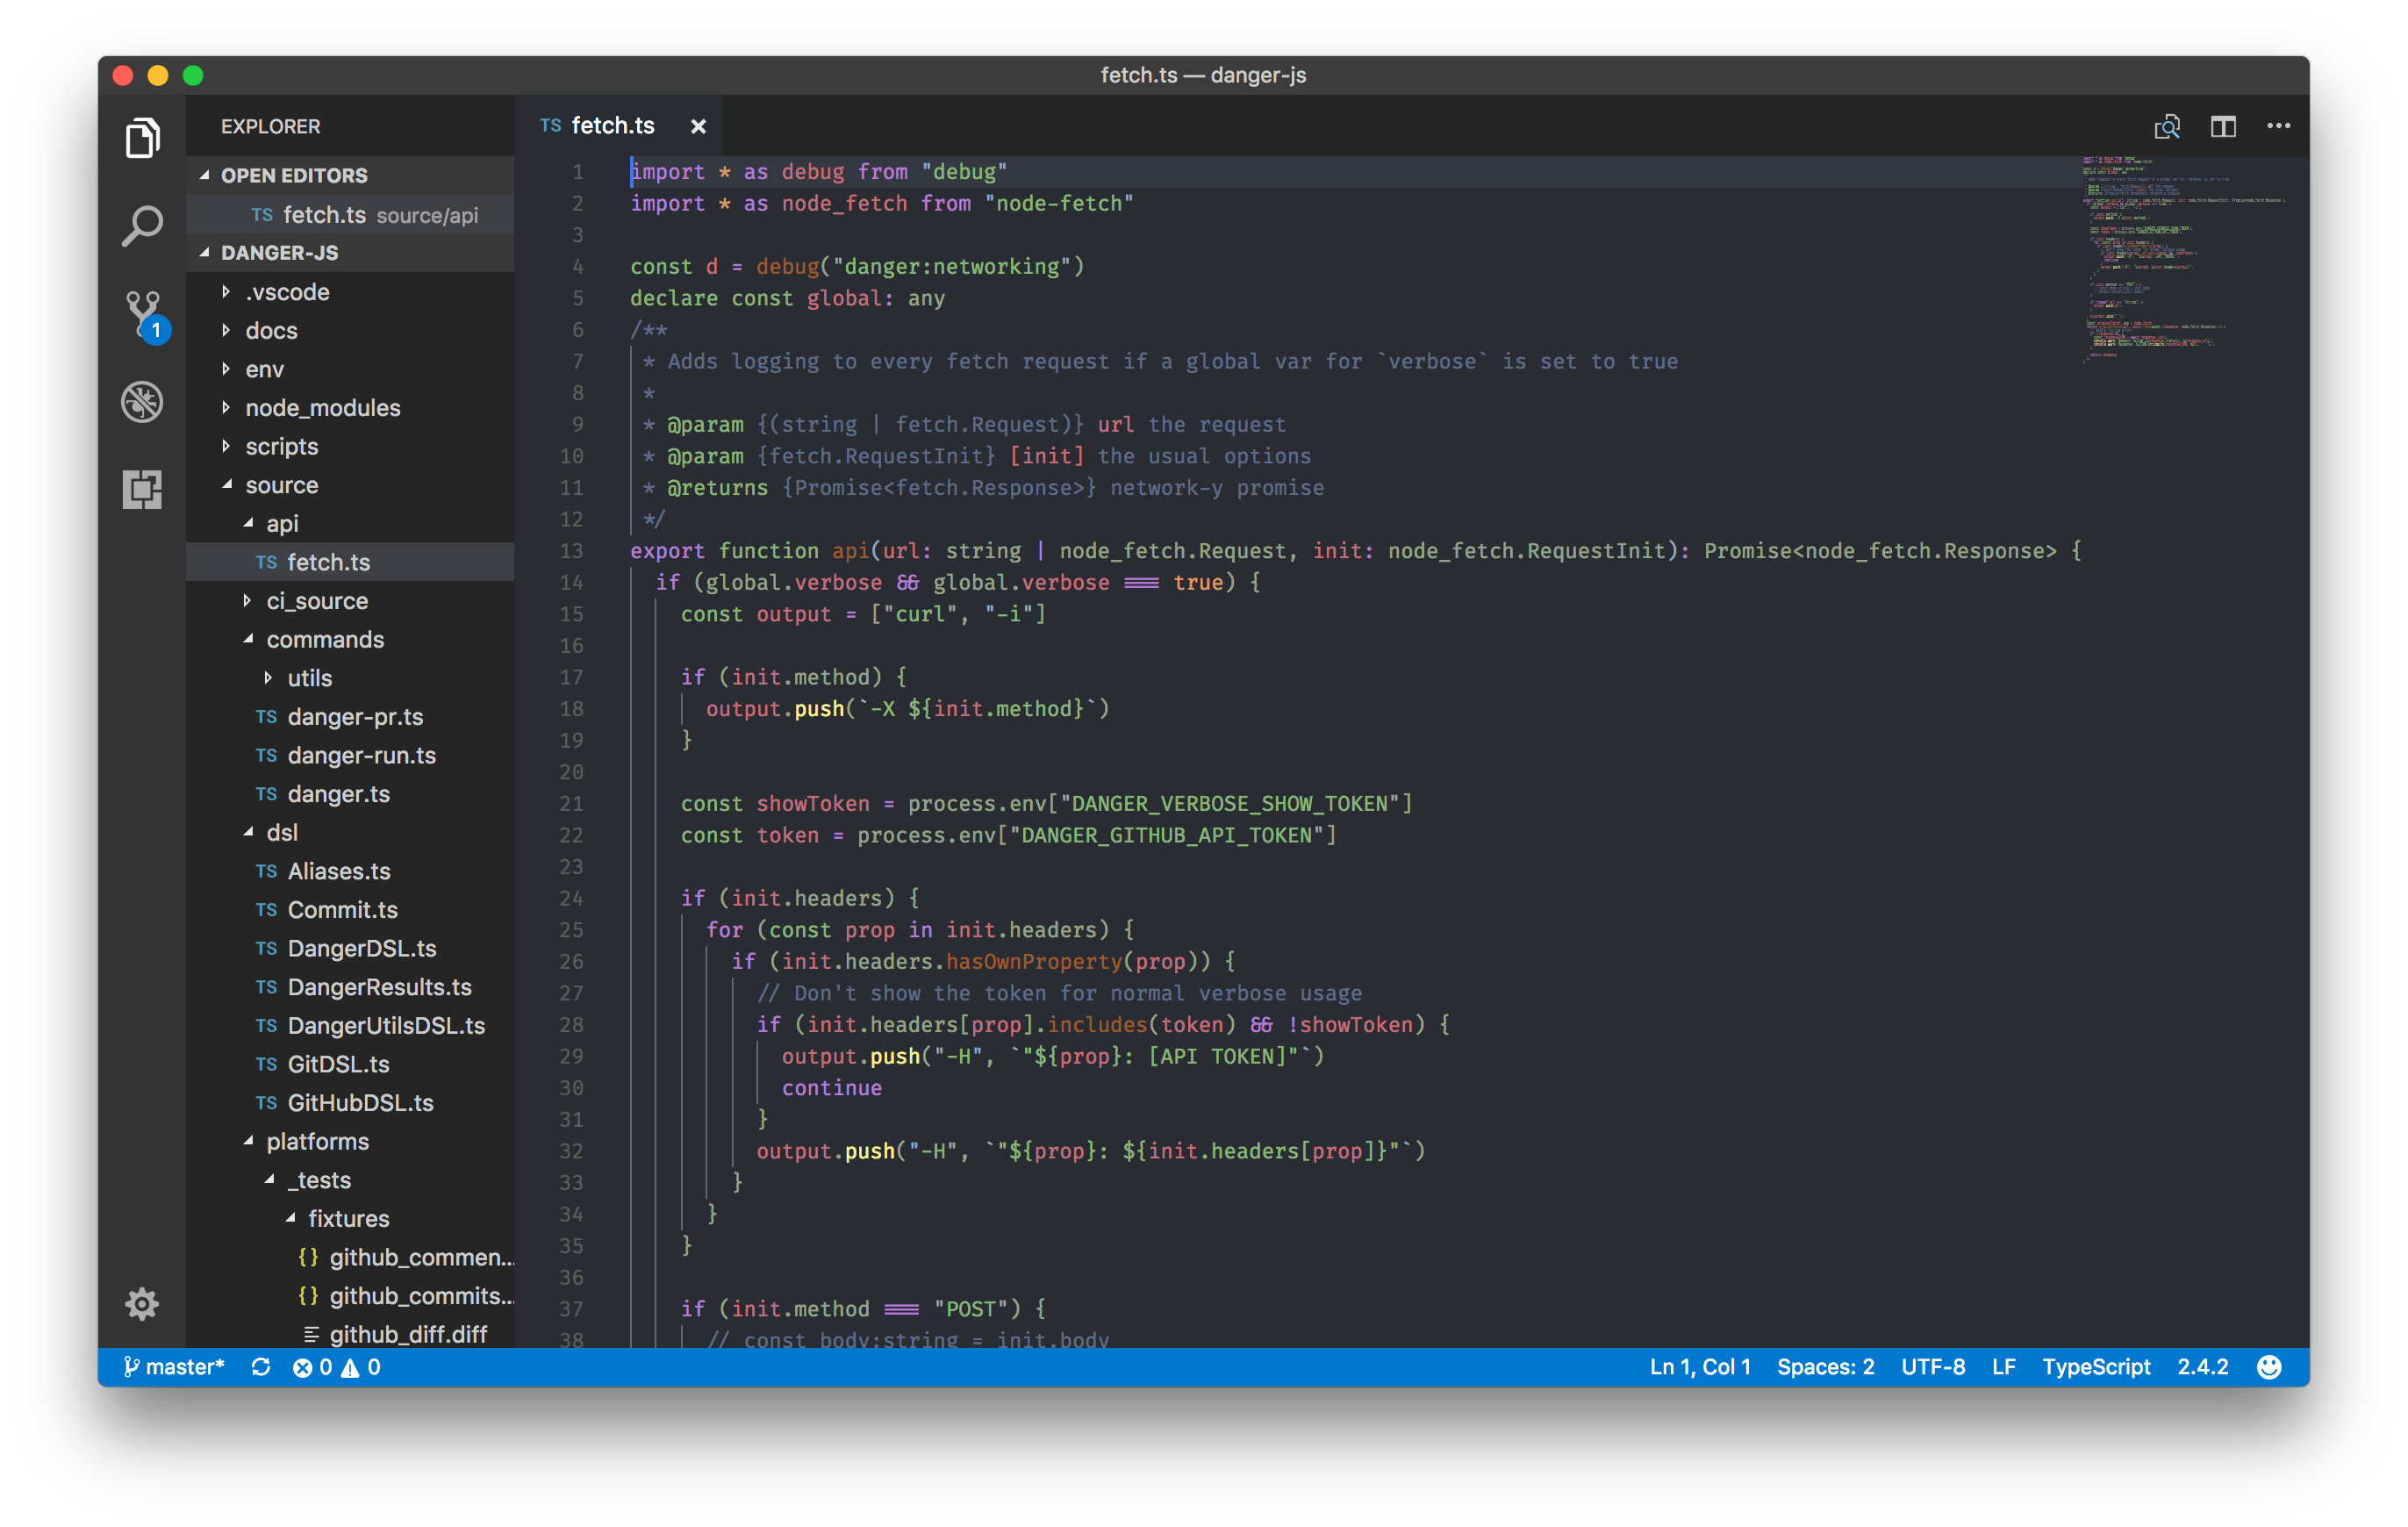 fetch.ts — danger-js
EXPLORER
OPEN EDITORS
TS fetch.ts source/api
DANGER-JS
.vscode
docs
env
node_modules
scripts
source
api
TS fetch.ts
ci_source
commands
utils
TS danger-pr.ts
TS danger-run.ts
TS danger.ts
dsl
TS Aliases.ts
TS Commit.ts
TS DangerDSL.ts
TS DangerResults.ts
TS DangerUtilsDSL.ts
TS GitDSL.ts
TS GitHubDSL.ts
platforms
_tests
fixtures
{} github_commen...
{} github_commits...
github_diff.diff
1
TS fetch.ts
1 import * as debug from "debug"
2 import * as node_fetch from "node-fetch"
3
4 const d = debug("danger:networking")
5 declare const global: any
6 /**
7  * Adds logging to every fetch request if a global var for `verbose` is set to true
8  *
9  * @param {(string | fetch.Request)} url the request
10  * @param {fetch.RequestInit} [init] the usual options
11  * @returns {Promise<fetch.Response>} network-y promise
12  */
13 export function api(url: string | node_fetch.Request, init: node_fetch.RequestInit): Promise<node_fetch.Response> {
14   if (global.verbose && global.verbose === true) {
15     const output = ["curl", "-i"]
16
17     if (init.method) {
18       output.push(`-X ${init.method}`)
19     }
20
21     const showToken = process.env["DANGER_VERBOSE_SHOW_TOKEN"]
22     const token = process.env["DANGER_GITHUB_API_TOKEN"]
23
24     if (init.headers) {
25       for (const prop in init.headers) {
26         if (init.headers.hasOwnProperty(prop)) {
27           // Don't show the token for normal verbose usage
28           if (init.headers[prop].includes(token) && !showToken) {
29             output.push("-H", `"${prop}: [API TOKEN]"`)
30             continue
31           }
32           output.push("-H", `"${prop}: ${init.headers[prop]}"`)
33         }
34       }
35     }
36
37     if (init.method === "POST") {
38       // const body:string = init.body
master* 0 0
Ln 1, Col 1 Spaces: 2 UTF-8 LF TypeScript 2.4.2